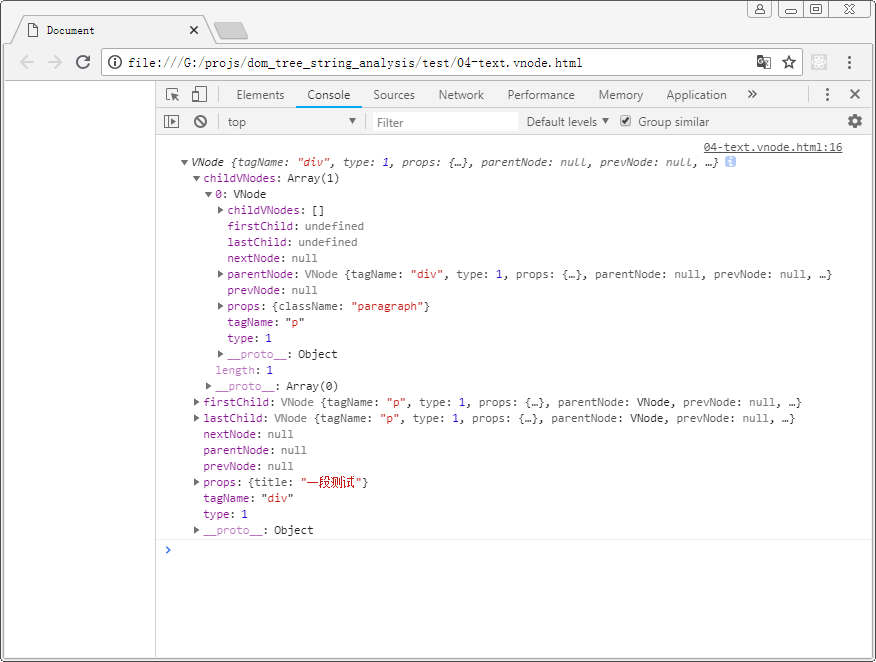 Document
file:///G:/projs/dom_tree_string_analysis/test/04-text.vnode.html
Elements Console Sources Network Performance Memory Application »
top Filter Default levels Group similar
04-text.vnode.html:16
VNode {tagName: "div", type: 1, props: {…}, parentNode: null, prevNode: null, …}
childVNodes: Array(1)
0: VNode
childVNodes: []
firstChild: undefined
lastChild: undefined
nextNode: null
parentNode: VNode {tagName: "div", type: 1, props: {…}, parentNode: null, prevNode: null, …}
prevNode: null
props: {className: "paragraph"}
tagName: "p"
type: 1
__proto__: Object
length: 1
__proto__: Array(0)
firstChild: VNode {tagName: "p", type: 1, props: {…}, parentNode: VNode, prevNode: null, …}
lastChild: VNode {tagName: "p", type: 1, props: {…}, parentNode: VNode, prevNode: null, …}
nextNode: null
parentNode: null
prevNode: null
props: {title: "一段测试"}
tagName: "div"
type: 1
__proto__: Object